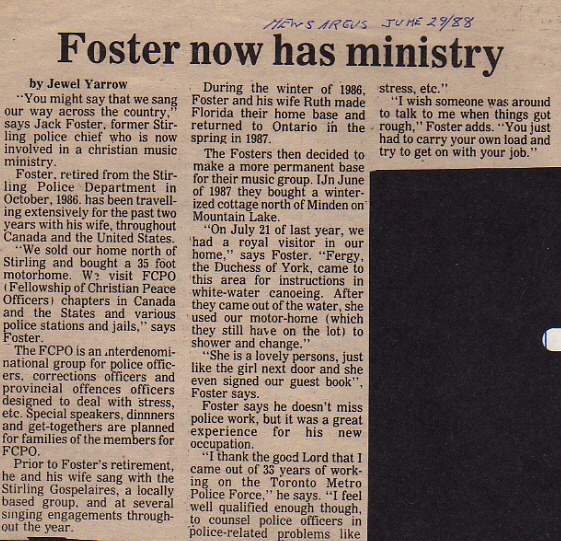 NEWS ARGUS JUNE 29/88
Foster now has ministry
by Jewel Yarrow
"You might say that we sang
our way across the country,"
says Jack Foster, former Stir-
ling police chief who is now
involved in a christian music
ministry.
Foster, retired from the Stir-
ling Police Department in
October, 1986. has been travell-
ing extensively for the past two
years with his wife, throughout
Canada and the United States.
"We sold our home north of
Stirling and bought a 35 foot
motorhome. We visit FCPO
(Fellowship of Christian Peace
Officers) chapters in Canada
and the States and various
police stations and jails," says
Foster.
The FCPO is an interdenomi-
national group for police offic-
ers, corrections officers and
provincial offences officers
designed to deal with stress,
etc. Special speakers, dinnners
and get-togethers are planned
for families of the members for
FCPO.
Prior to Foster's retirement,
he and his wife sang with the
Stirling Gospelaires, a locally
based group, and at several
singing engagements through-
out the year.
During the winter of 1986,
Foster and his wife Ruth made
Florida their home base and
returned to Ontario in the
spring in 1987.
The Fosters then decided to
make a more permanent base
for their music group. IJn June
of 1987 they bought a winter-
ized cottage north of Minden on
Mountain Lake.
"On July 21 of last year, we
had a royal visitor in our
home," says Foster. "Fergy,
the Duchess of York, came to
this area for instructions in
white-water canoeing. After
they came out of the water, she
used our motor-home (which
they still have on the lot) to
shower and change."
"She is a lovely persons, just
like the girl next door and she
even signed our guest book",
Foster says.
Foster says he doesn't miss
police work, but it was a great
experience for his new
occupation.
"I thank the good Lord that I
came out of 35 years of work-
ing on the Toronto Metro
Police Force," he says. "I feel
well qualified enough though,
to counsel police officers in
police-related problems like
stress, etc."
"I wish someone was around
to talk to me when things got
rough," Foster adds. "You just
had to carry your own load and
try to get on with your job."